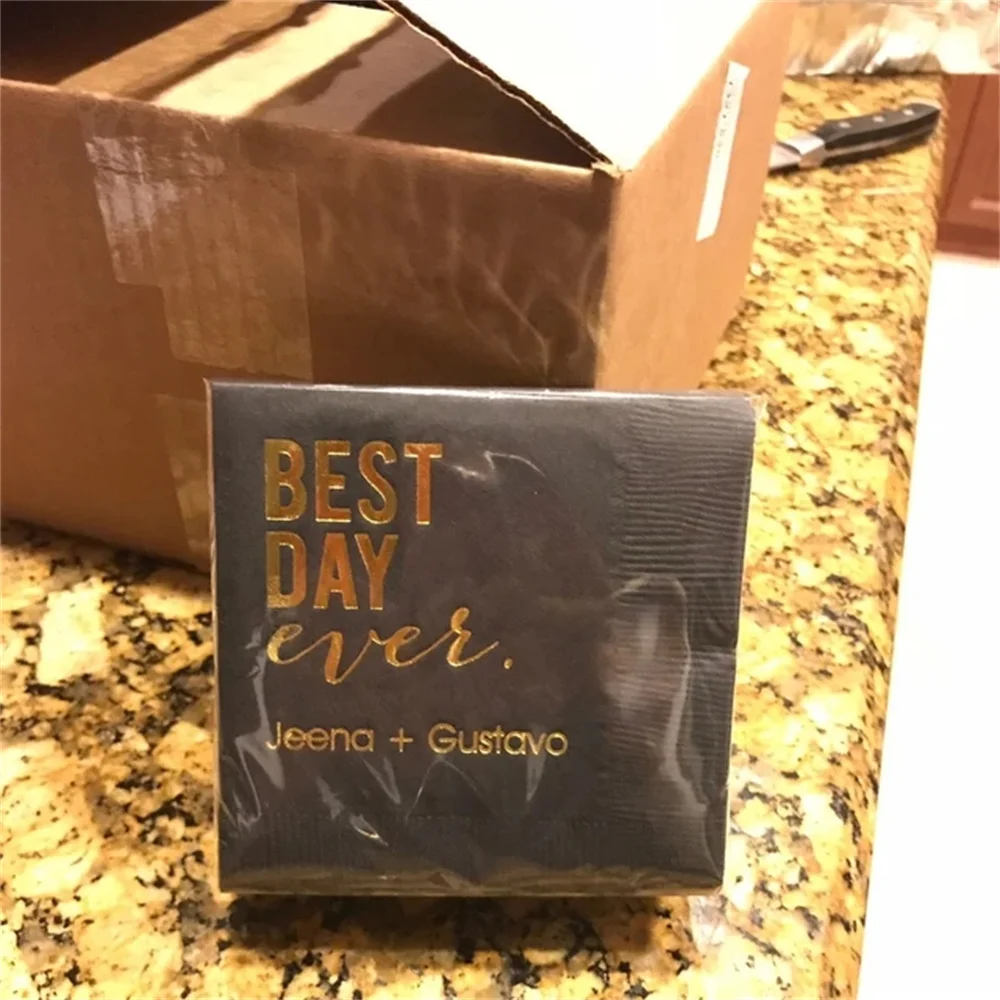 BEST
DAY
ever.
Jeena + Gustavo